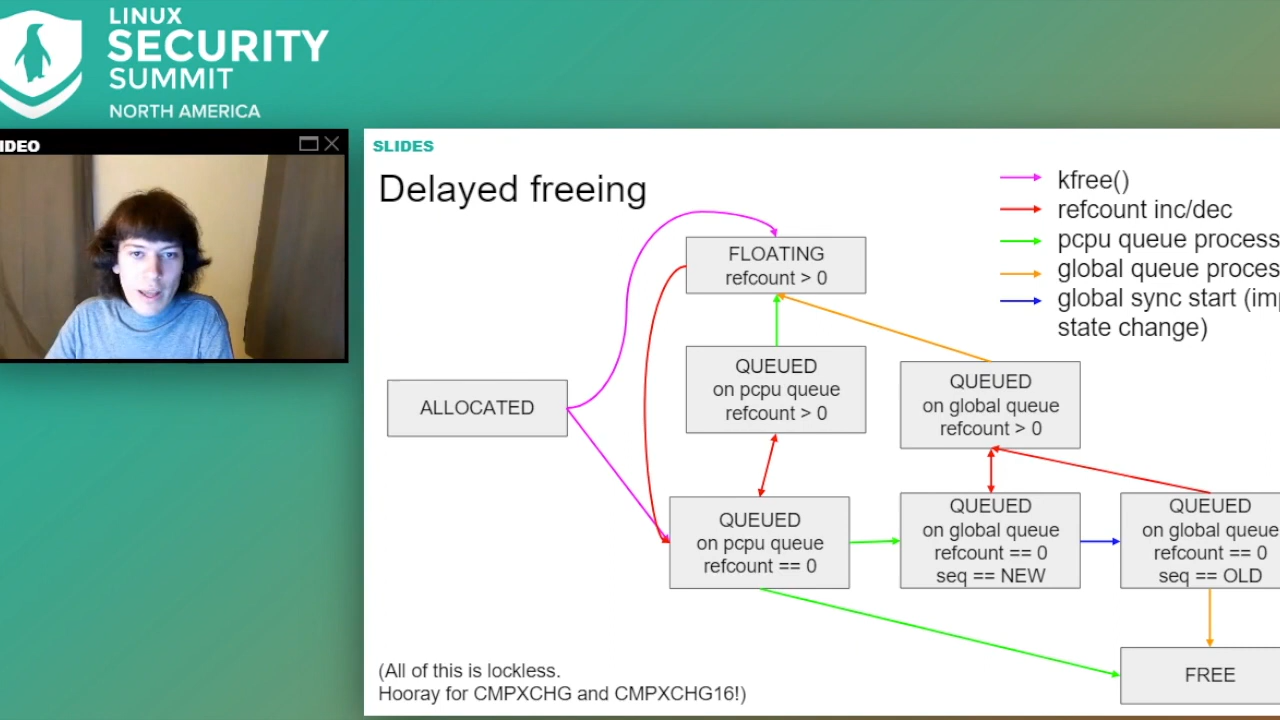 LINUX
SECURITY
SUMMIT
NORTH AMERICA
IDEO
SLIDES
Delayed freeing
kfree()
refcount inc/dec
pcpu queue process
global queue proces
global sync start (im
state change)
FLOATING
refcount > 0
QUEUED
on pcpu queue
refcount > 0
QUEUED
on global queue
refcount > 0
ALLOCATED
QUEUED
on pcpu queue
refcount == 0
QUEUED
on global queue
refcount == 0
seq == NEW
QUEUED
on global queue
refcount == 0
seq == OLD
FREE
(All of this is lockless.
Hooray for CMPXCHG and CMPXCHG16!)